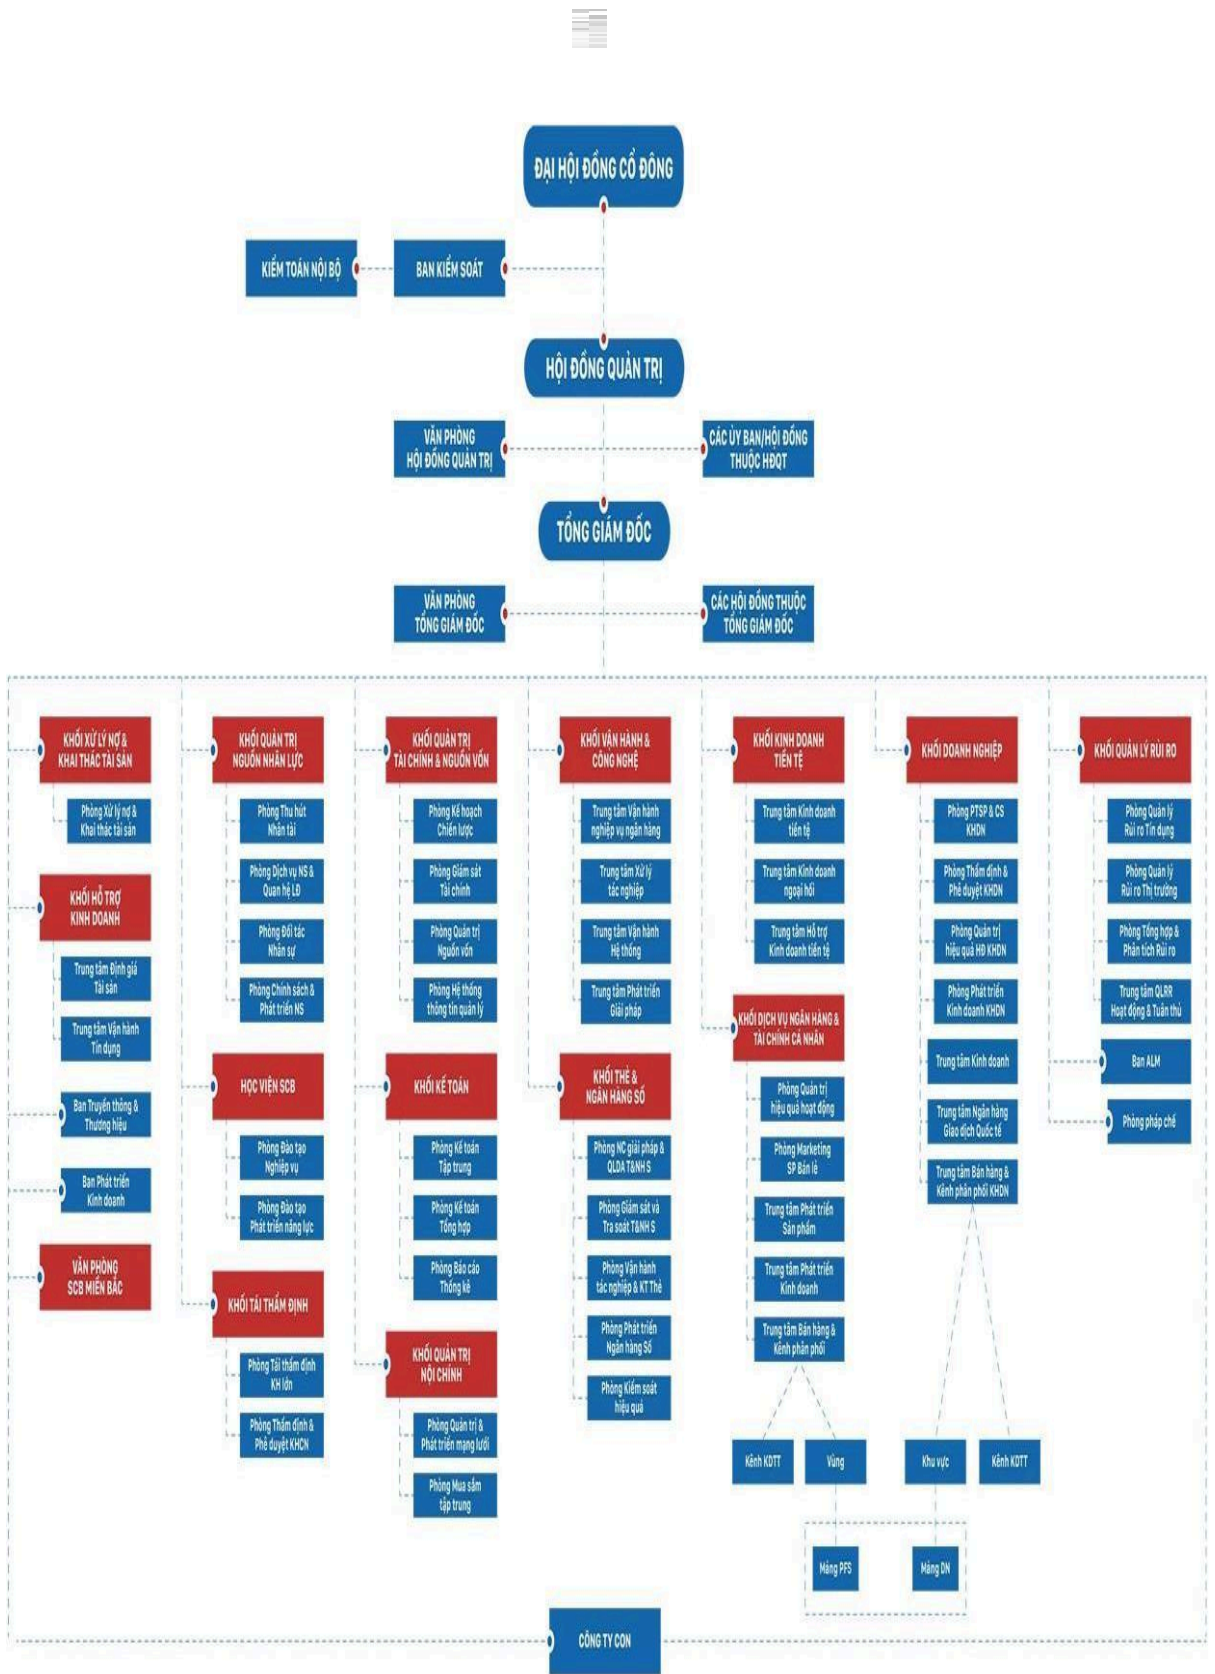 ĐẠI HỘI ĐỒNG CỔ ĐÔNG
KIỂM TOÁN NỘI BỘ
BAN KIỂM SOÁT
HỘI ĐỒNG QUẢN TRỊ
VĂN PHÒNG
HỘI ĐỒNG QUẢN TRỊ
CÁC ỦY BAN/HỘI ĐỒNG
THUỘC HĐQT
TỔNG GIÁM ĐỐC
VĂN PHÒNG
TỔNG GIÁM ĐỐC
CÁC HỘI ĐỒNG THUỘC
TỔNG GIÁM ĐỐC
KHỐI XỬ LÝ NỢ &
KHAI THÁC TÀI SẢN
Phòng Xử lý nợ &
Khai thác tài sản
KHỐI HỖ TRỢ
KINH DOANH
Trung tâm Định giá
Tài sản
Trung tâm Vận hành
Tín dụng
Ban Truyền thông &
Thương hiệu
Ban Phát triển
Kinh doanh
VĂN PHÒNG
SCB MIỀN BẮC
KHỐI QUẢN TRỊ
NGUỒN NHÂN LỰC
Phòng Thu hút
Nhân tài
Phòng Dịch vụ NS &
Quan hệ LĐ
Phòng Đối tác
Nhân sự
Phòng Chính sách &
Phát triển NS
HỌC VIỆN SCB
Phòng Đào tạo
Nghiệp vụ
Phòng Đào tạo
Phát triển năng lực
KHỐI TÁI THẨM ĐỊNH
Phòng Tái thẩm định
KH lớn
Phòng Thẩm định &
Phê duyệt KHCN
KHỐI QUẢN TRỊ
TÀI CHÍNH & NGUỒN VỐN
Phòng Kế hoạch
Chiến lược
Phòng Giám sát
Tài chính
Phòng Quản trị
Nguồn vốn
Phòng Hệ thống
thông tin quản lý
KHỐI KẾ TOÁN
Phòng Kế toán
Tập trung
Phòng Kế toán
Tổng hợp
Phòng Báo cáo
Thống kê
KHỐI QUẢN TRỊ
NỘI CHÍNH
Phòng Quản trị &
Phát triển mạng lưới
Phòng Mua sắm
tập trung
KHỐI VẬN HÀNH &
CÔNG NGHỆ
Trung tâm Vận hành
nghiệp vụ ngân hàng
Trung tâm Xử lý
tác nghiệp
Trung tâm Vận hành
Hệ thống
Trung tâm Phát triển
Giải pháp
KHỐI THẺ &
NGÂN HÀNG SỐ
Phòng NC giải pháp &
QLDA T&NH S
Phòng Giám sát và
Tra soát T&NH S
Phòng Vận hành
tác nghiệp & KT Thẻ
Phòng Phát triển
Ngân hàng Số
Phòng Kiểm soát
hiệu quả
KHỐI KINH DOANH
TIỀN TỆ
Trung tâm Kinh doanh
tiền tệ
Trung tâm Kinh doanh
ngoại hối
Trung tâm Hỗ trợ
Kinh doanh tiền tệ
KHỐI DỊCH VỤ NGÂN HÀNG &
TÀI CHÍNH CÁ NHÂN
Phòng Quản trị
hiệu quả hoạt động
Phòng Marketing
SP Bán lẻ
Trung tâm Phát triển
Sản phẩm
Trung tâm Phát triển
Kinh doanh
Trung tâm Bán hàng &
Kênh phân phối
Kênh KDTT
Vùng
KHỐI DOANH NGHIỆP
Phòng PTSP & CS
KHDN
Phòng Thẩm định &
Phê duyệt KHDN
Phòng Quản trị
hiệu quả HĐ KHDN
Phòng Phát triển
Kinh doanh KHDN
Trung tâm Kinh doanh
Trung tâm Ngân hàng
Giao dịch Quốc tế
Trung tâm Bán hàng &
Kênh phân phối KHDN
Khu vực
Kênh KDTT
Mảng PFS
Mảng DN
KHỐI QUẢN LÝ RỦI RO
Phòng Quản lý
Rủi ro Tín dụng
Phòng Quản lý
Rủi ro Thị trường
Phòng Tổng hợp &
Phân tích Rủi ro
Trung tâm QLRR
Hoạt động & Tuân thủ
Ban ALM
Phòng pháp chế
CÔNG TY CON